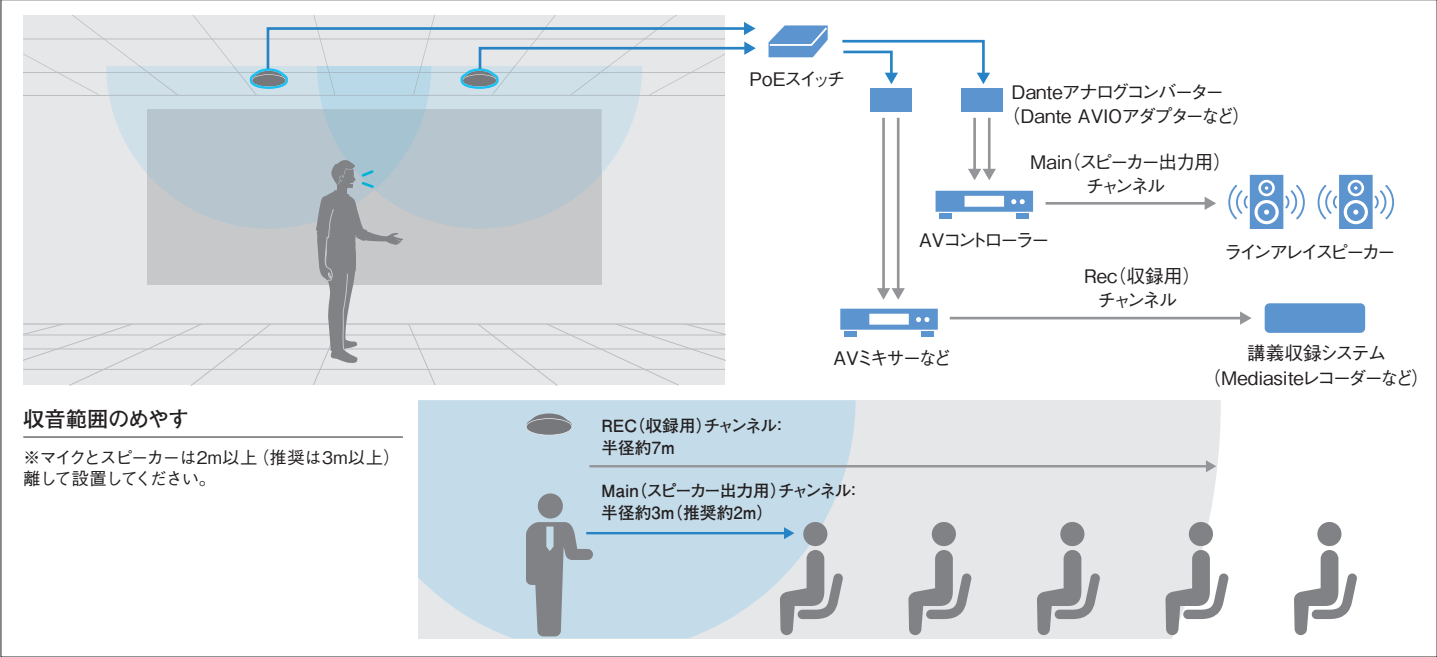 PoEスイッチ
Danteアナログコンバーター
（Dante AVIOアダプターなど）
Main（スピーカー出力用）
チャンネル
AVコントローラー
ラインアレイスピーカー
Rec（収録用）
チャンネル
AVミキサーなど
講義収録システム
（Mediasiteレコーダーなど）
収音範囲のめやす
※マイクとスピーカーは2m以上（推奨は3m以上）
離して設置してください。
REC（収録用）チャンネル：
半径約7m
Main（スピーカー出力用）チャンネル：
半径約3m（推奨約2m）